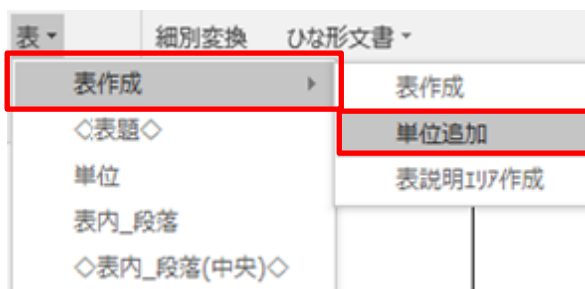 表 細別変換 ひな形文書
表作成 表作成
◇表題◇ 単位追加
単位 表説明ｴﾘｱ作成
表内_段落
◇表内_段落(中央)◇